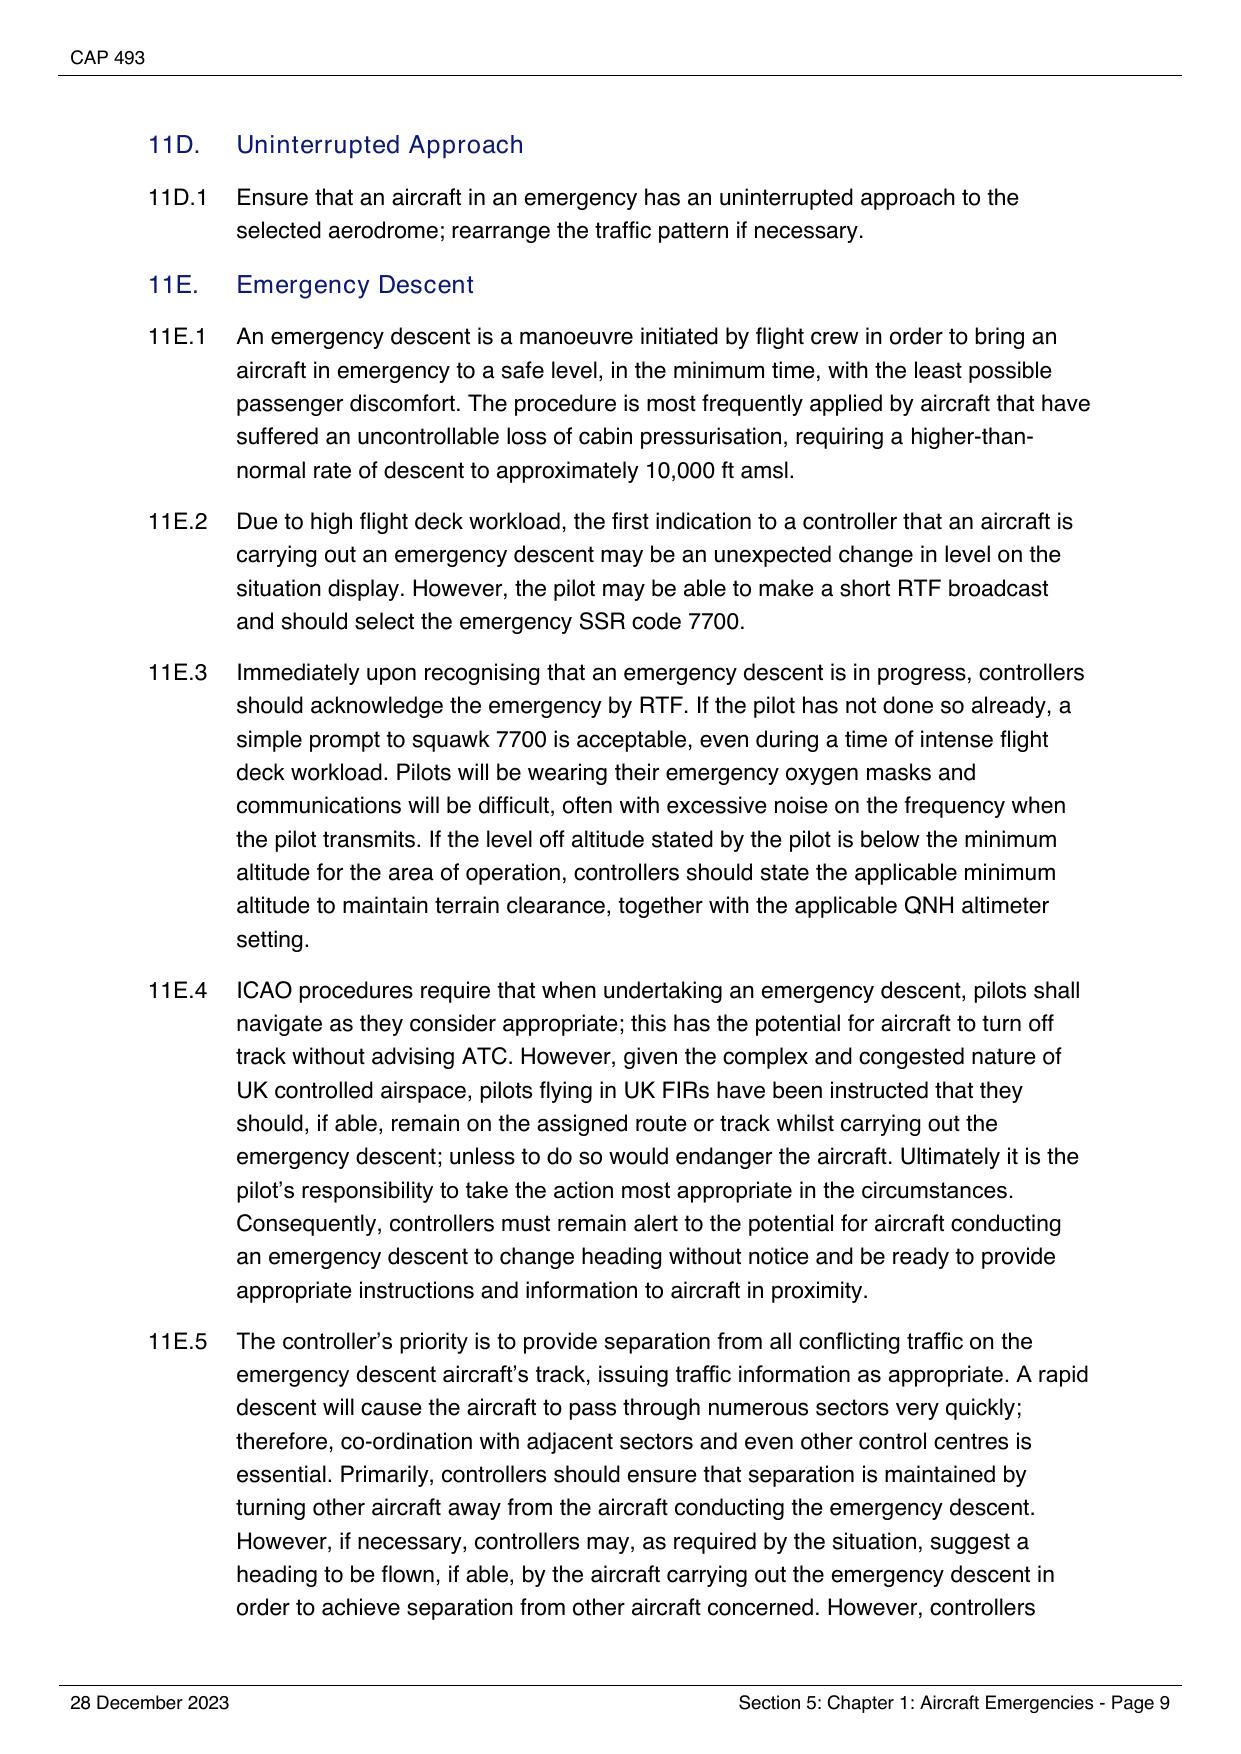 CAP 493
11D. Uninterrupted Approach
11D.1 Ensure that an aircraft in an emergency has an uninterrupted approach to the
selected aerodrome; rearrange the traffic pattern if necessary.
11E. Emergency Descent
11E.1 An emergency descent is a manoeuvre initiated by flight crew in order to bring an
aircraft in emergency to a safe level, in the minimum time, with the least possible
passenger discomfort. The procedure is most frequently applied by aircraft that have
suffered an uncontrollable loss of cabin pressurisation, requiring a higher-than-
normal rate of descent to approximately 10,000 ft amsl.
11E.2 Due to high flight deck workload, the first indication to a controller that an aircraft is
carrying out an emergency descent may be an unexpected change in level on the
situation display. However, the pilot may be able to make a short RTF broadcast
and should select the emergency SSR code 7700.
11E.3 Immediately upon recognising that an emergency descent is in progress, controllers
should acknowledge the emergency by RTF. If the pilot has not done so already, a
simple prompt to squawk 7700 is acceptable, even during a time of intense flight
deck workload. Pilots will be wearing their emergency oxygen masks and
communications will be difficult, often with excessive noise on the frequency when
the pilot transmits. If the level off altitude stated by the pilot is below the minimum
altitude for the area of operation, controllers should state the applicable minimum
altitude to maintain terrain clearance, together with the applicable QNH altimeter
setting.
11E.4 ICAO procedures require that when undertaking an emergency descent, pilots shall
navigate as they consider appropriate; this has the potential for aircraft to turn off
track without advising ATC. However, given the complex and congested nature of
UK controlled airspace, pilots flying in UK FIRs have been instructed that they
should, if able, remain on the assigned route or track whilst carrying out the
emergency descent; unless to do so would endanger the aircraft. Ultimately it is the
pilot’s responsibility to take the action most appropriate in the circumstances.
Consequently, controllers must remain alert to the potential for aircraft conducting
an emergency descent to change heading without notice and be ready to provide
appropriate instructions and information to aircraft in proximity.
11E.5 The controller’s priority is to provide separation from all conflicting traffic on the
emergency descent aircraft’s track, issuing traffic information as appropriate. A rapid
descent will cause the aircraft to pass through numerous sectors very quickly;
therefore, co-ordination with adjacent sectors and even other control centres is
essential. Primarily, controllers should ensure that separation is maintained by
turning other aircraft away from the aircraft conducting the emergency descent.
However, if necessary, controllers may, as required by the situation, suggest a
heading to be flown, if able, by the aircraft carrying out the emergency descent in
order to achieve separation from other aircraft concerned. However, controllers
28 December 2023 Section 5: Chapter 1: Aircraft Emergencies - Page 9